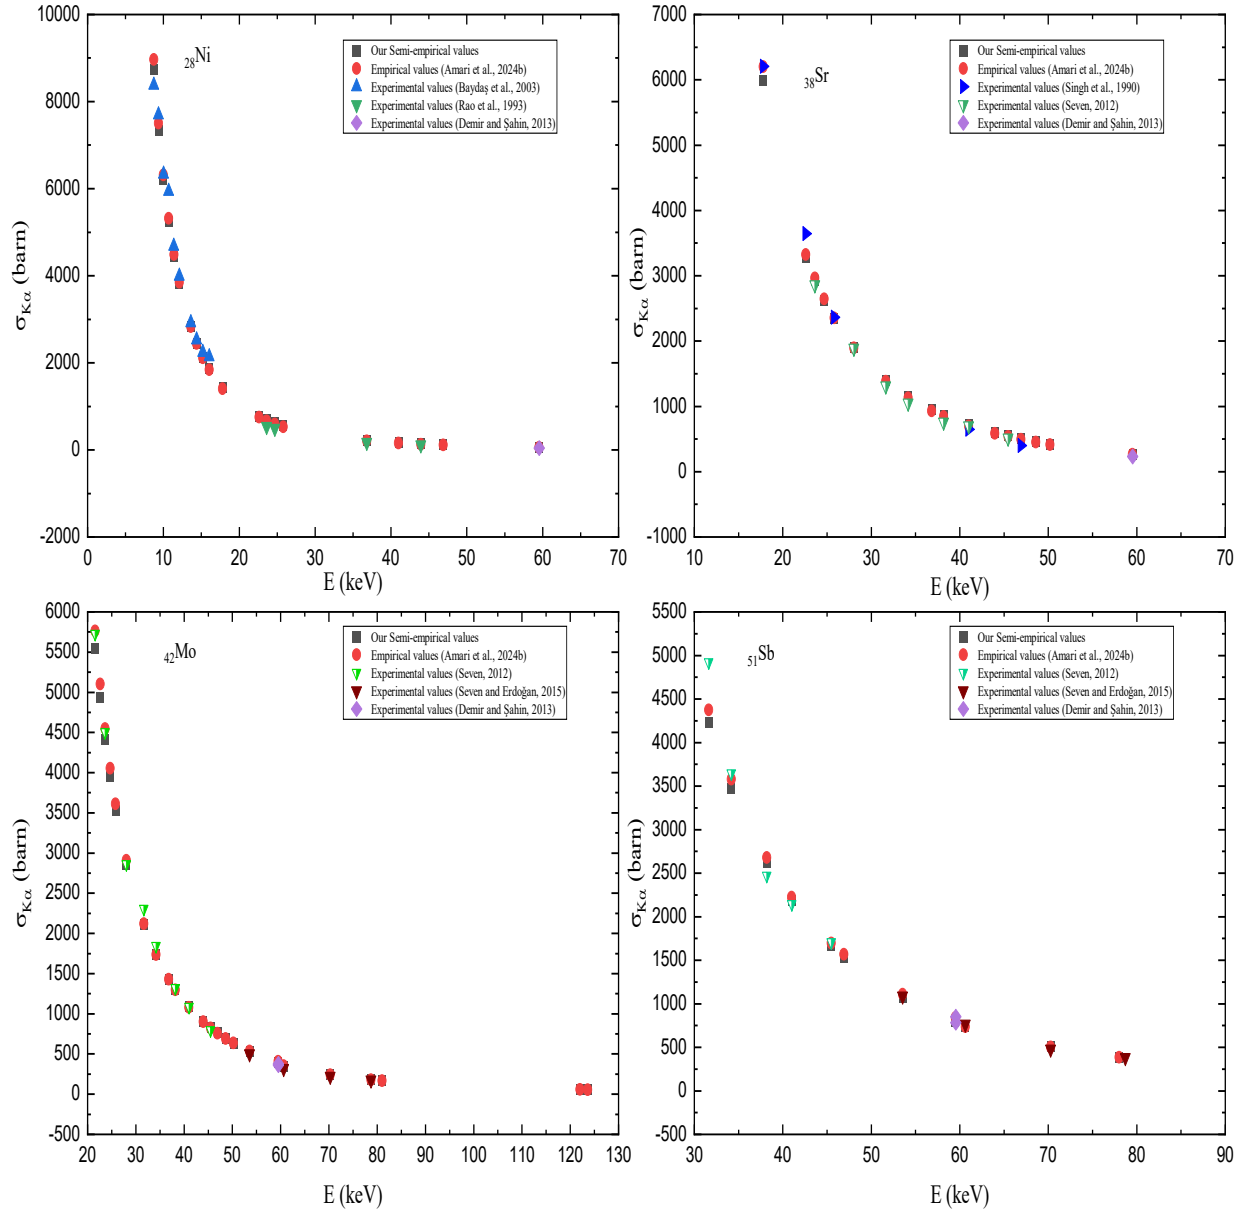 28Ni
Our Semi-empirical values
Empirical values (Amari et al., 2024b)
Experimental values (Baydaş et al., 2003)
Experimental values (Rao et al., 1993)
Experimental values (Demir and Şahin, 2013)
10000
8000
6000
4000
2000
0
-2000
σKα (barn)
0 10 20 30 40 50 60 70
E (keV)
38Sr
Our Semi-empirical values
Empirical values (Amari et al., 2024b)
Experimental values (Singh et al., 1990)
Experimental values (Seven, 2012)
Experimental values (Demir and Şahin, 2013)
7000
6000
5000
4000
3000
2000
1000
0
-1000
σKα (barn)
10 20 30 40 50 60 70
E (keV)
42Mo
Our Semi-empirical values
Empirical values (Amari et al., 2024b)
Experimental values (Seven, 2012)
Experimental values (Seven and Erdoğan, 2015)
Experimental values (Demir and Şahin, 2013)
6000
5500
5000
4500
4000
3500
3000
2500
2000
1500
1000
500
0
-500
σKα (barn)
20 30 40 50 60 70 80 90 100 110 120 130
E (keV)
51Sb
Our Semi-empirical values
Empirical values (Amari et al., 2024b)
Experimental values (Seven, 2012)
Experimental values (Seven and Erdoğan, 2015)
Experimental values (Demir and Şahin, 2013)
5500
5000
4500
4000
3500
3000
2500
2000
1500
1000
500
0
-500
σKα (barn)
30 40 50 60 70 80 90
E (keV)